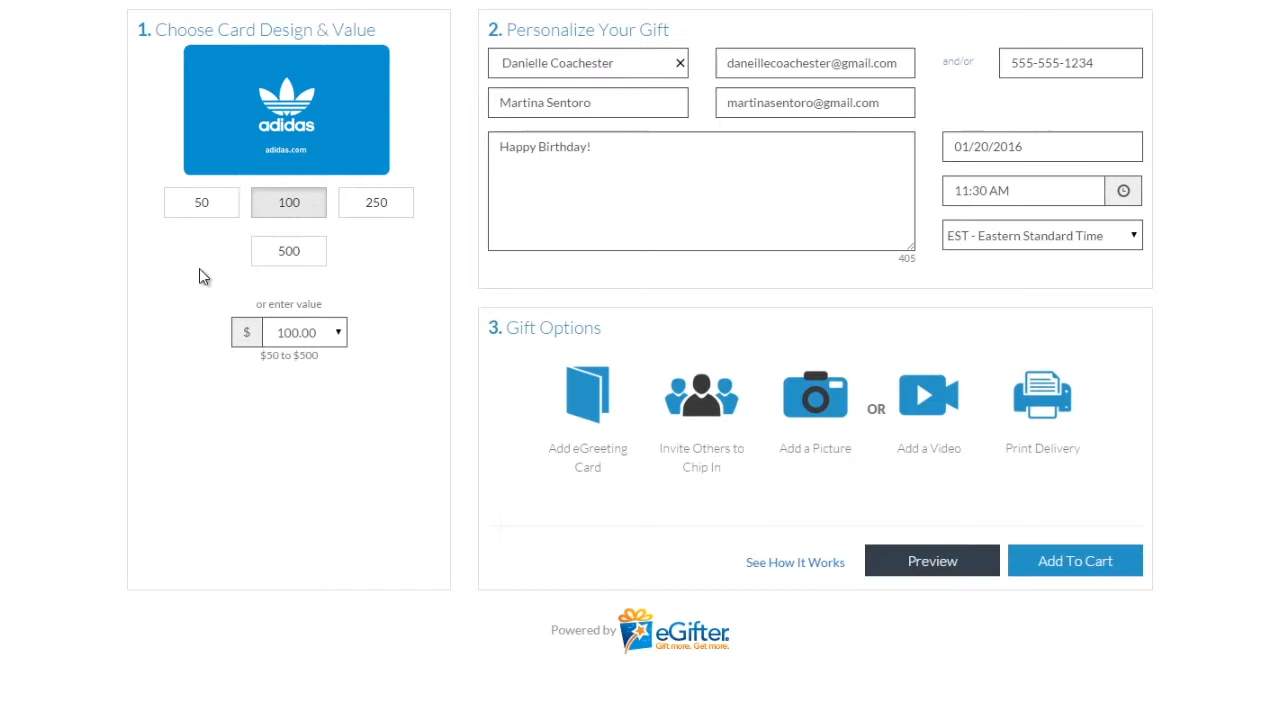 1. Choose Card Design & Value
adidas
adidas.com
50
100
250
500
or enter value
$
100.00
$50 to $500
2. Personalize Your Gift
Danielle Coachester
daneillecoachester@gmail.com
and/or
555-555-1234
Martina Sentoro
martinasentoro@gmail.com
Happy Birthday!
405
01/20/2016
11:30 AM
EST - Eastern Standard Time
3. Gift Options
Add eGreeting
Card
Invite Others to
Chip In
Add a Picture
OR
Add a Video
Print Delivery
See How It Works
Preview
Add To Cart
Powered by
eGifter.
Gift more. Get more.